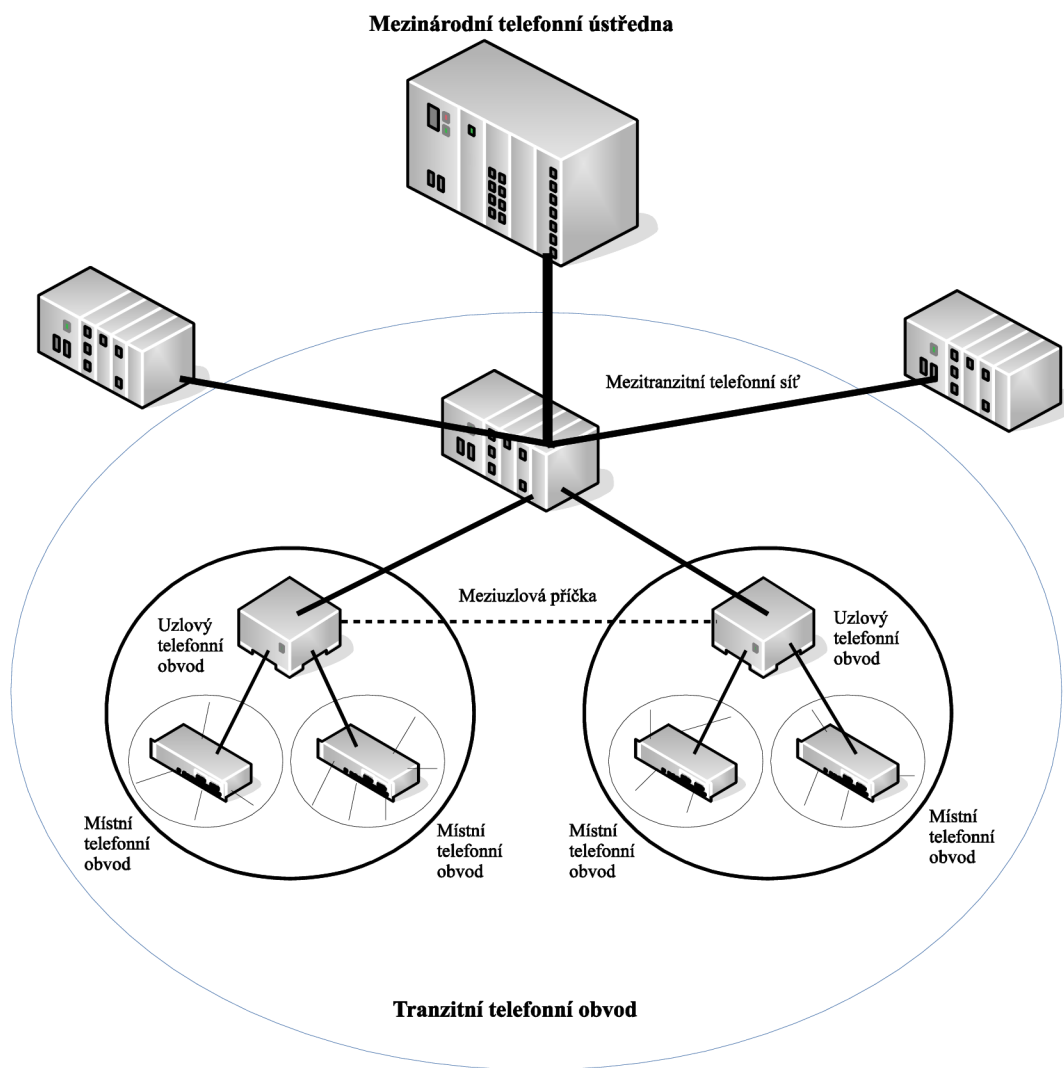 Mezinárodní telefonní ústředna
Mezitranzitní telefonní síť
Meziuzlová příčka
Uzlový
telefonní
obvod
Uzlový
telefonní
obvod
Místní
telefonní
obvod
Místní
telefonní
obvod
Místní
telefonní
obvod
Místní
telefonní
obvod
Tranzitní telefonní obvod